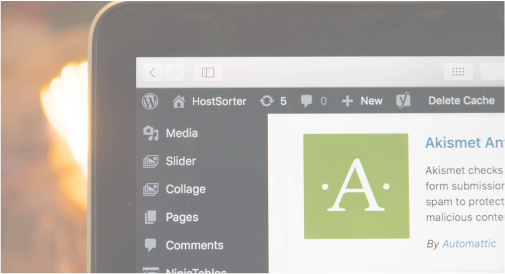 HostSorter 5 0 + New Delete Cache
Media
Slider
Collage
Pages
Comments
NinjaTables
·A·
Akismet An
Akismet checks
form submission
spam to protect
malicious conte
By Automattic